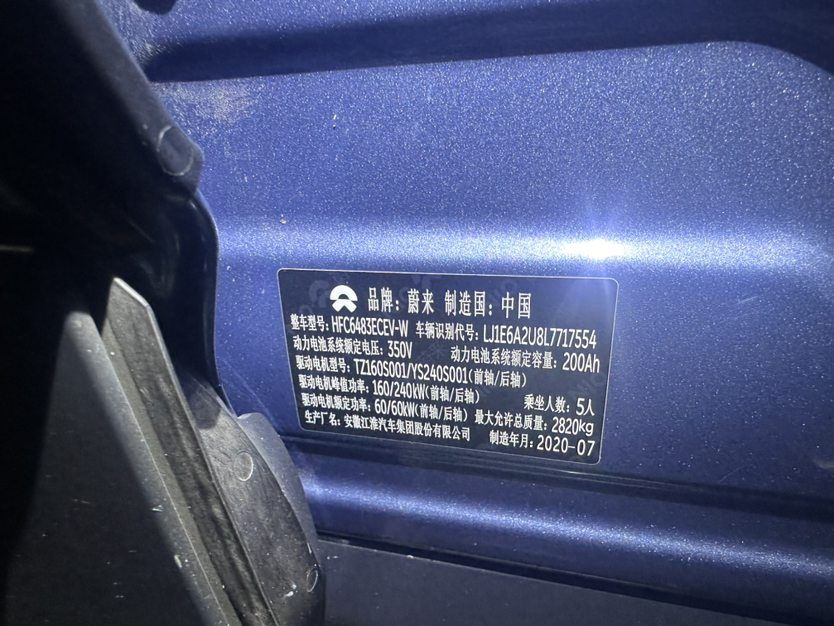 品牌：蔚来 制造国：中国
整车型号：HFC6483ECEV-W 车辆识别代号：LJ1E6A2U8L7717554
动力电池系统额定电压：350V 动力电池系统额定容量：200Ah
驱动电机型号：TZ160S001/YS240S001(前轴/后轴)
驱动电机峰值功率：160/240kW(前轴/后轴) 乘坐人数：5人
驱动电机额定功率：60/60kW(前轴/后轴) 最大允许总质量：2820kg
生产厂名：安徽江淮汽车集团股份有限公司 制造年月：2020-07